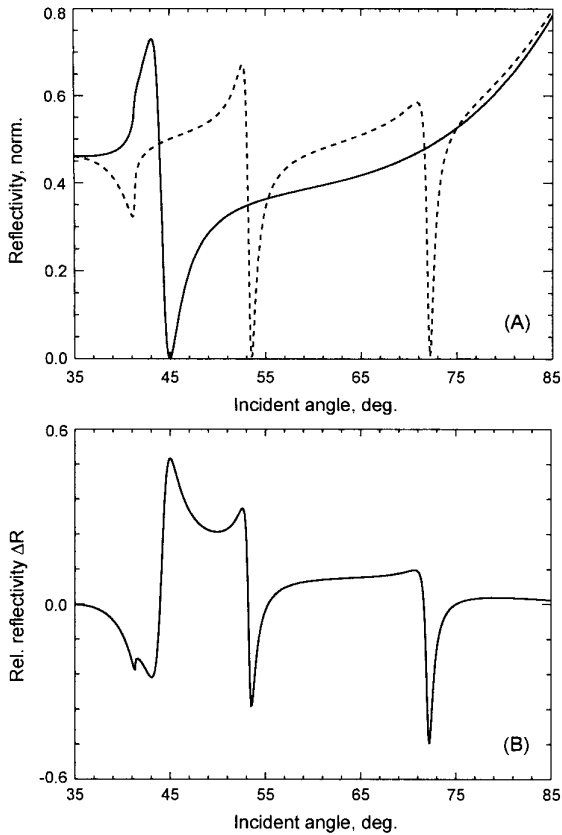 0.8
0.6
0.4
0.2
0.0
Reflectivity, norm.
(A)
35 45 55 65 75 85
Incident angle, deg.
0.6
0.0
-0.6
Rel. reflectivity ΔR
(B)
35 45 55 65 75 85
Incident angle, deg.